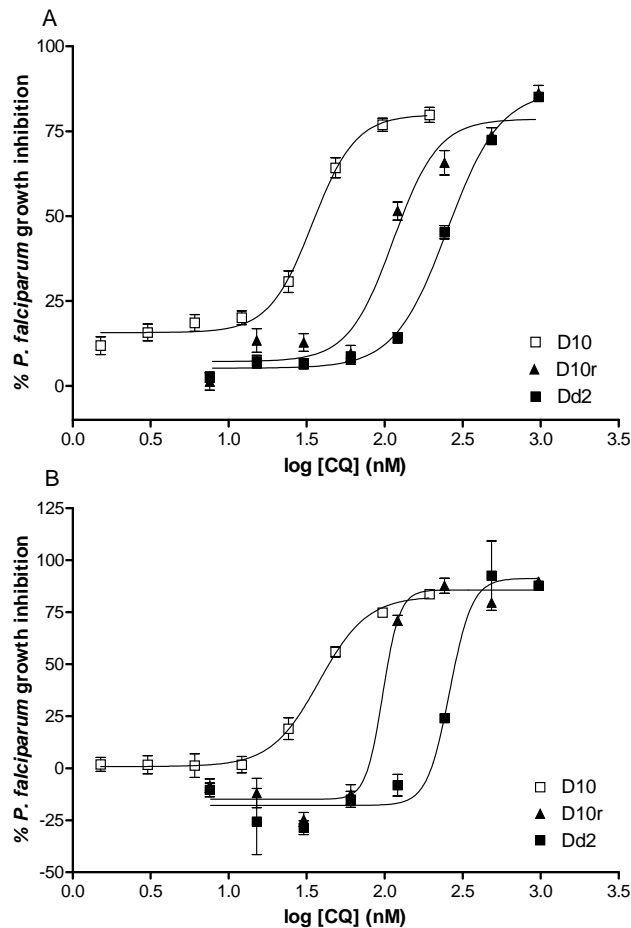 A
% P. falciparum growth inhibition
100
75
50
25
0
0.0 0.5 1.0 1.5 2.0 2.5 3.0 3.5
log [CQ] (nM)
D10
D10r
Dd2
B
% P. falciparum growth inhibition
125
100
75
50
25
0
-25
-50
0.0 0.5 1.0 1.5 2.0 2.5 3.0 3.5
log [CQ] (nM)
D10
D10r
Dd2